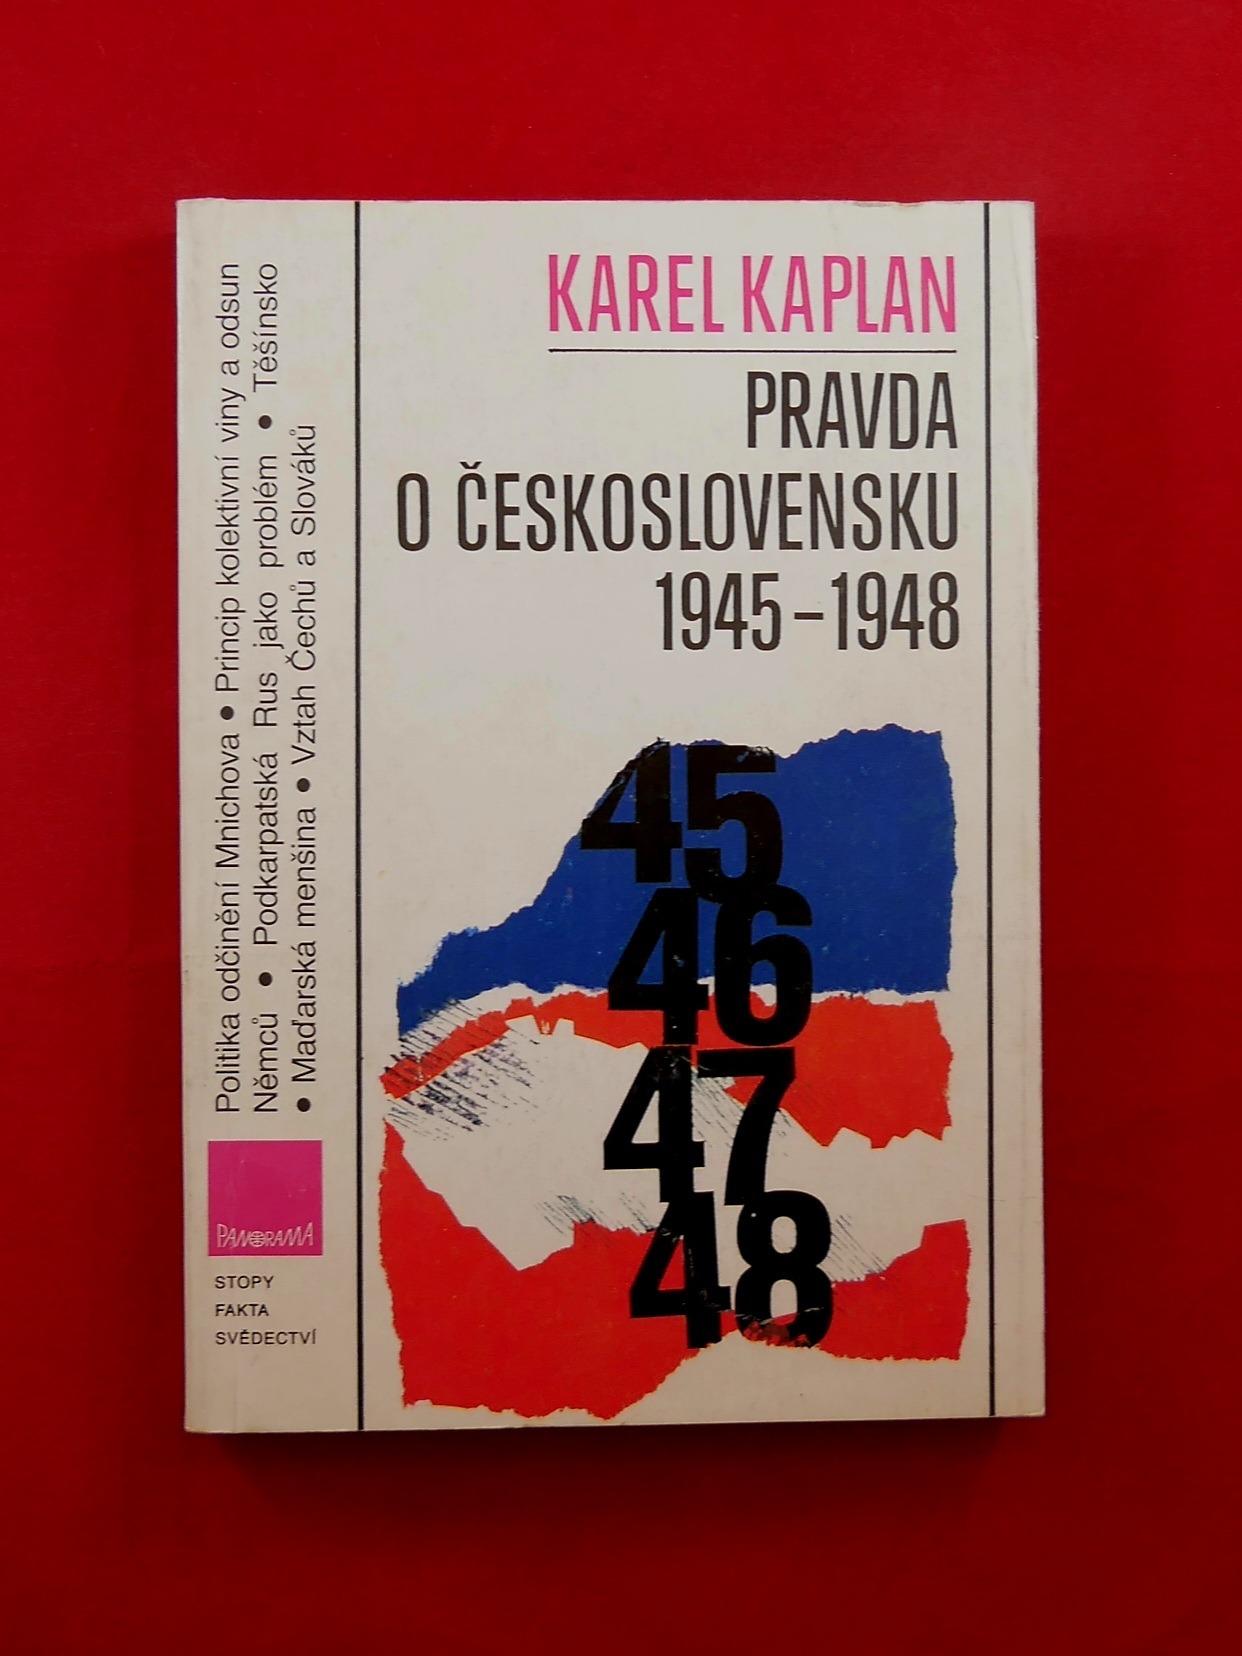 KAREL KAPLAN
PRAVDA
O ČESKOSLOVENSKU
1945 – 1948
45
46
47
48
Politika odčinění Mnichova ● Princip kolektivní viny a odsun
Němců ● Podkarpatská Rus jako problém ● Těšínsko
● Maďarská menšina ● Vztah Čechů a Slováků
PANORAMA
STOPY
FAKTA
SVĚDECTVÍ